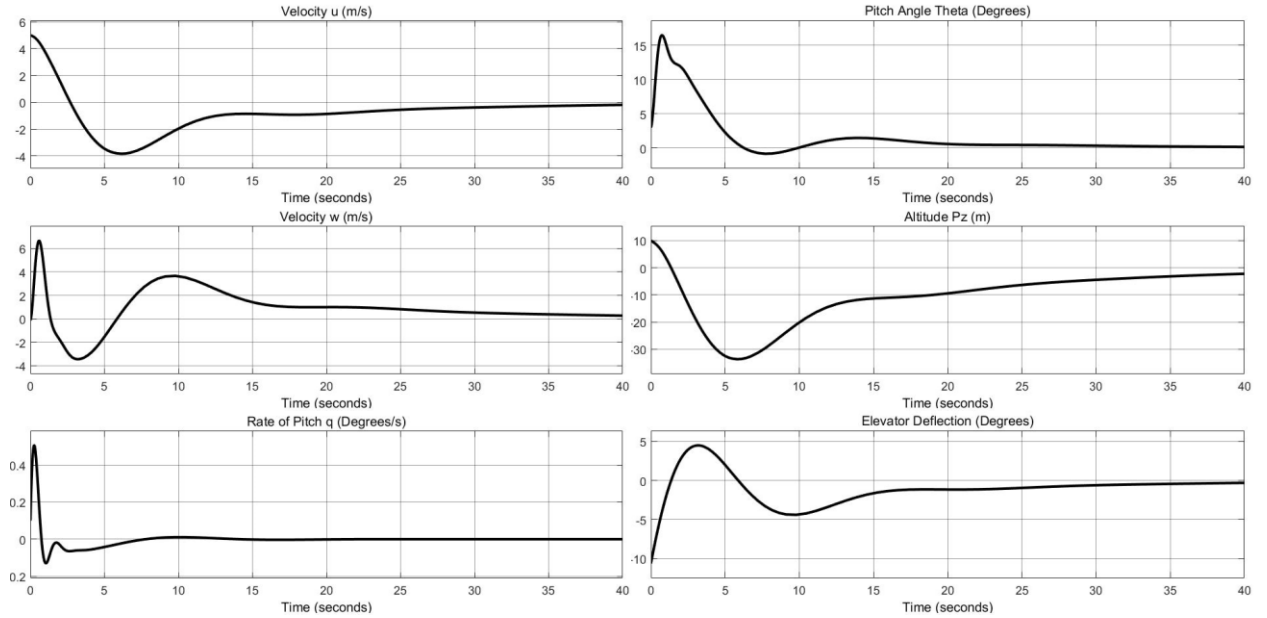 Velocity u (m/s)
6
4
2
0
-2
-4
0 5 10 15 20 25 30 35 40
Time (seconds)
Pitch Angle Theta (Degrees)
15
10
5
0
0 5 10 15 20 25 30 35 40
Time (seconds)
Velocity w (m/s)
6
4
2
0
-2
-4
0 5 10 15 20 25 30 35 40
Time (seconds)
Altitude Pz (m)
10
0
-10
-20
-30
0 5 10 15 20 25 30 35 40
Time (seconds)
Rate of Pitch q (Degrees/s)
0.4
0.2
0
0.2
0 5 10 15 20 25 30 35 40
Time (seconds)
Elevator Deflection (Degrees)
5
0
-5
-10
0 5 10 15 20 25 30 35 40
Time (seconds)